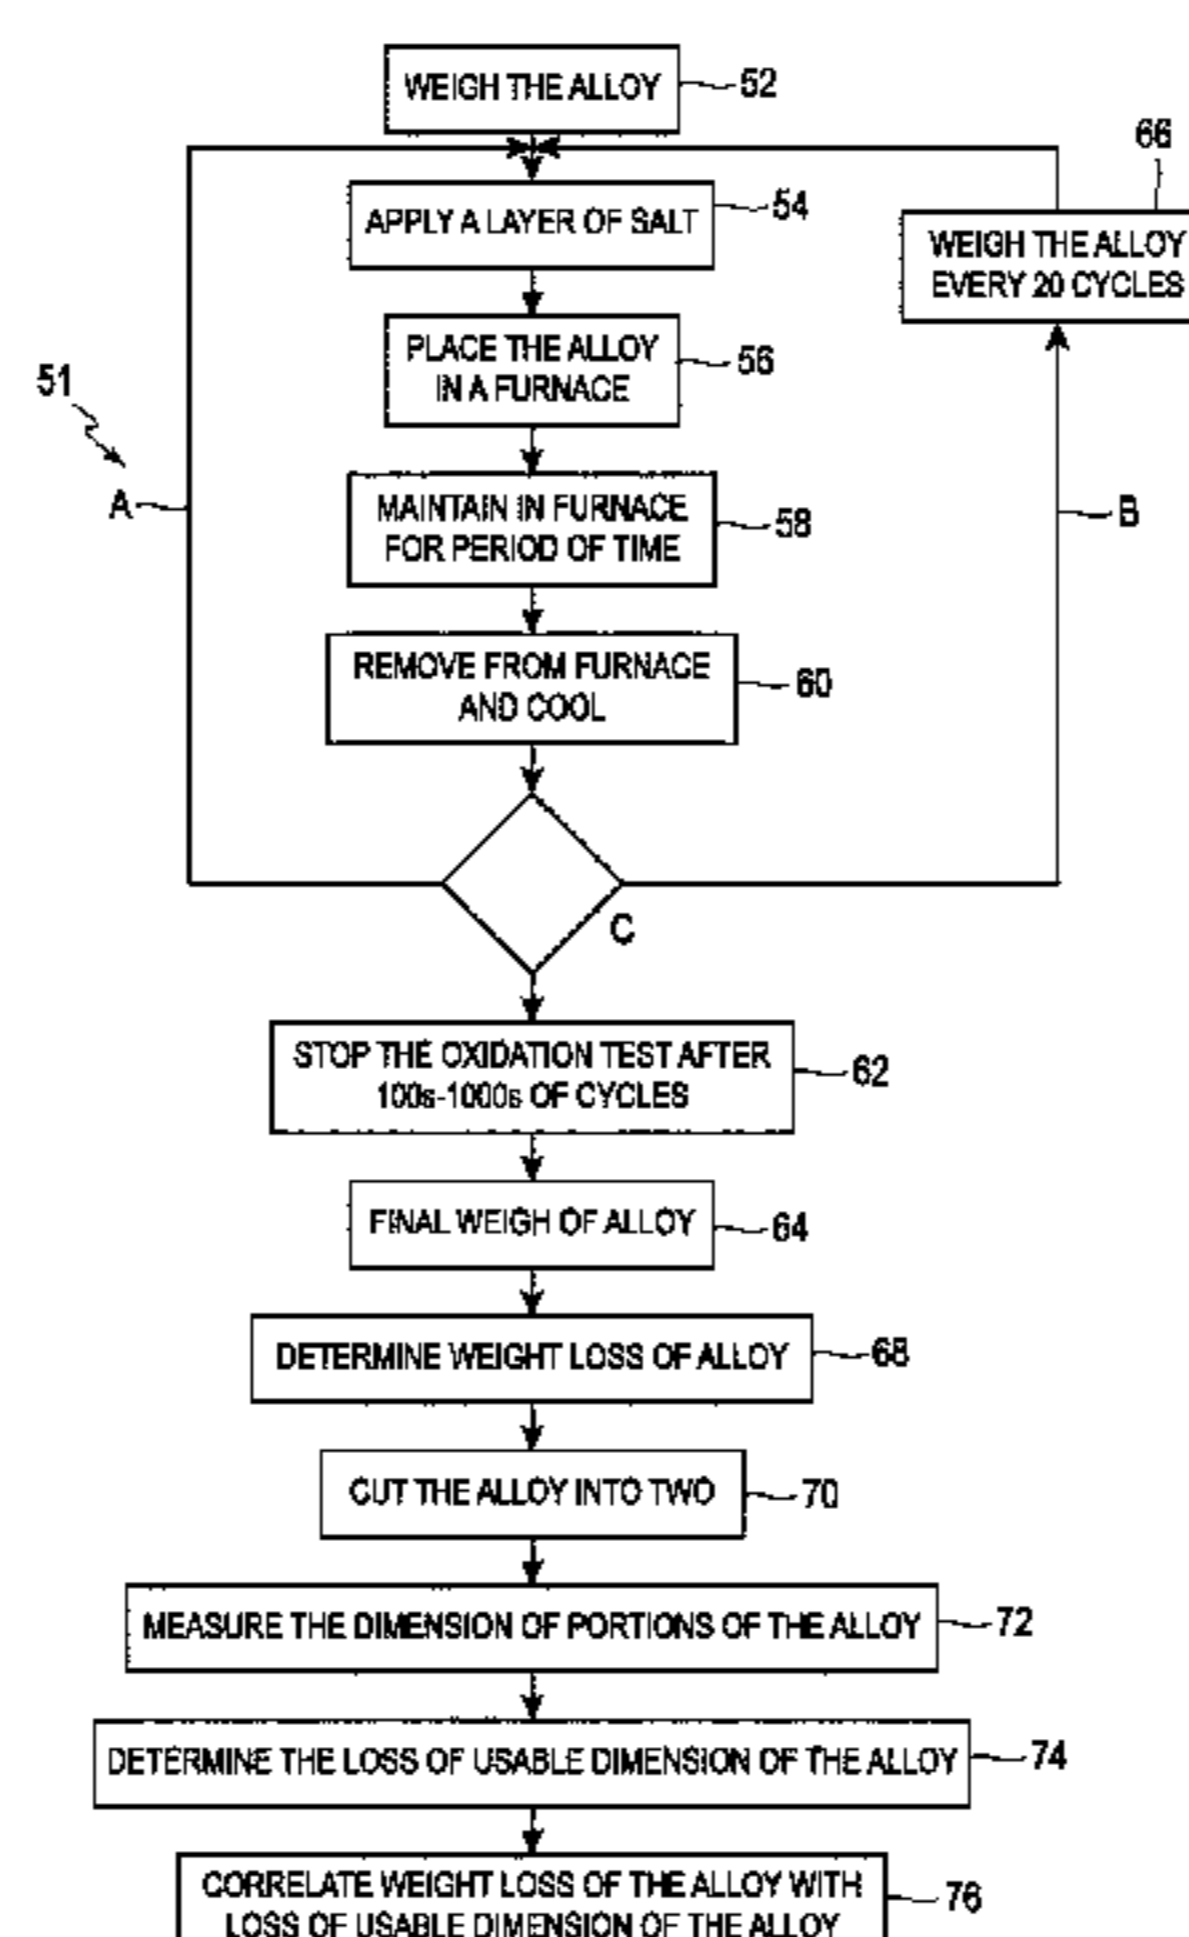 WEIGH THE ALLOY
52
66
APPLY A LAYER OF SALT
54
WEIGH THE ALLOY
EVERY 20 CYCLES
PLACE THE ALLOY
IN A FURNACE
56
51
A
MAINTAIN IN FURNACE
FOR PERIOD OF TIME
58
B
REMOVE FROM FURNACE
AND COOL
60
C
STOP THE OXIDATION TEST AFTER
100s-1000s OF CYCLES
62
FINAL WEIGH OF ALLOY
64
DETERMINE WEIGHT LOSS OF ALLOY
68
CUT THE ALLOY INTO TWO
70
MEASURE THE DIMENSION OF PORTIONS OF THE ALLOY
72
DETERMINE THE LOSS OF USABLE DIMENSION OF THE ALLOY
74
CORRELATE WEIGHT LOSS OF THE ALLOY WITH
LOSS OF USABLE DIMENSION OF THE ALLOY
76